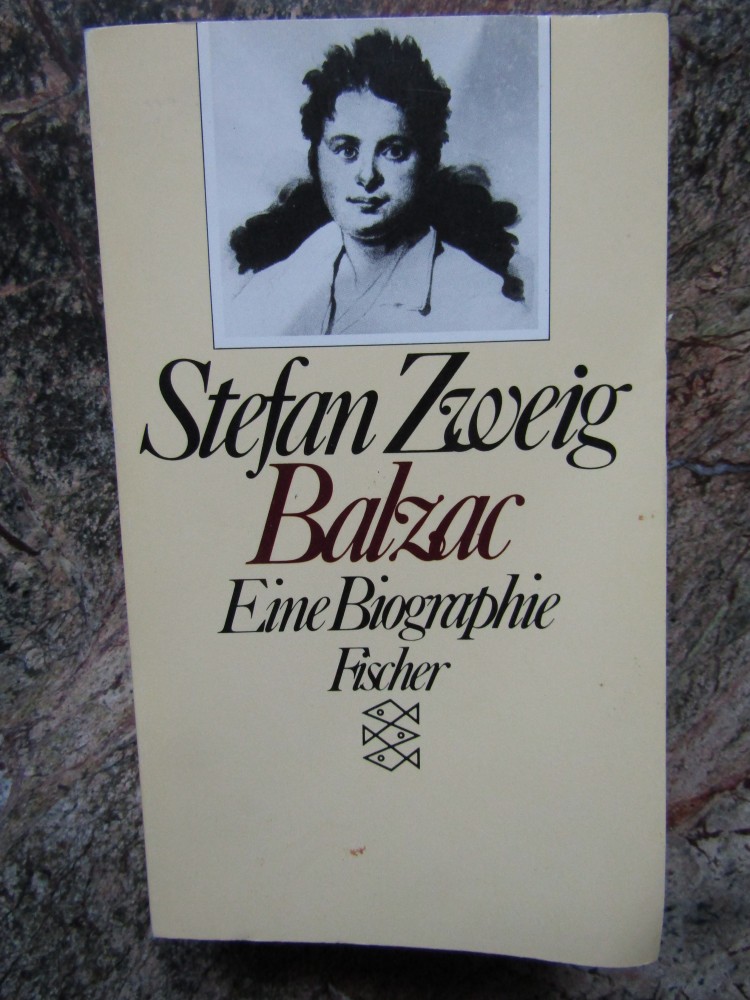 Stefan Zweig
Balzac
Eine Biographie
Fischer